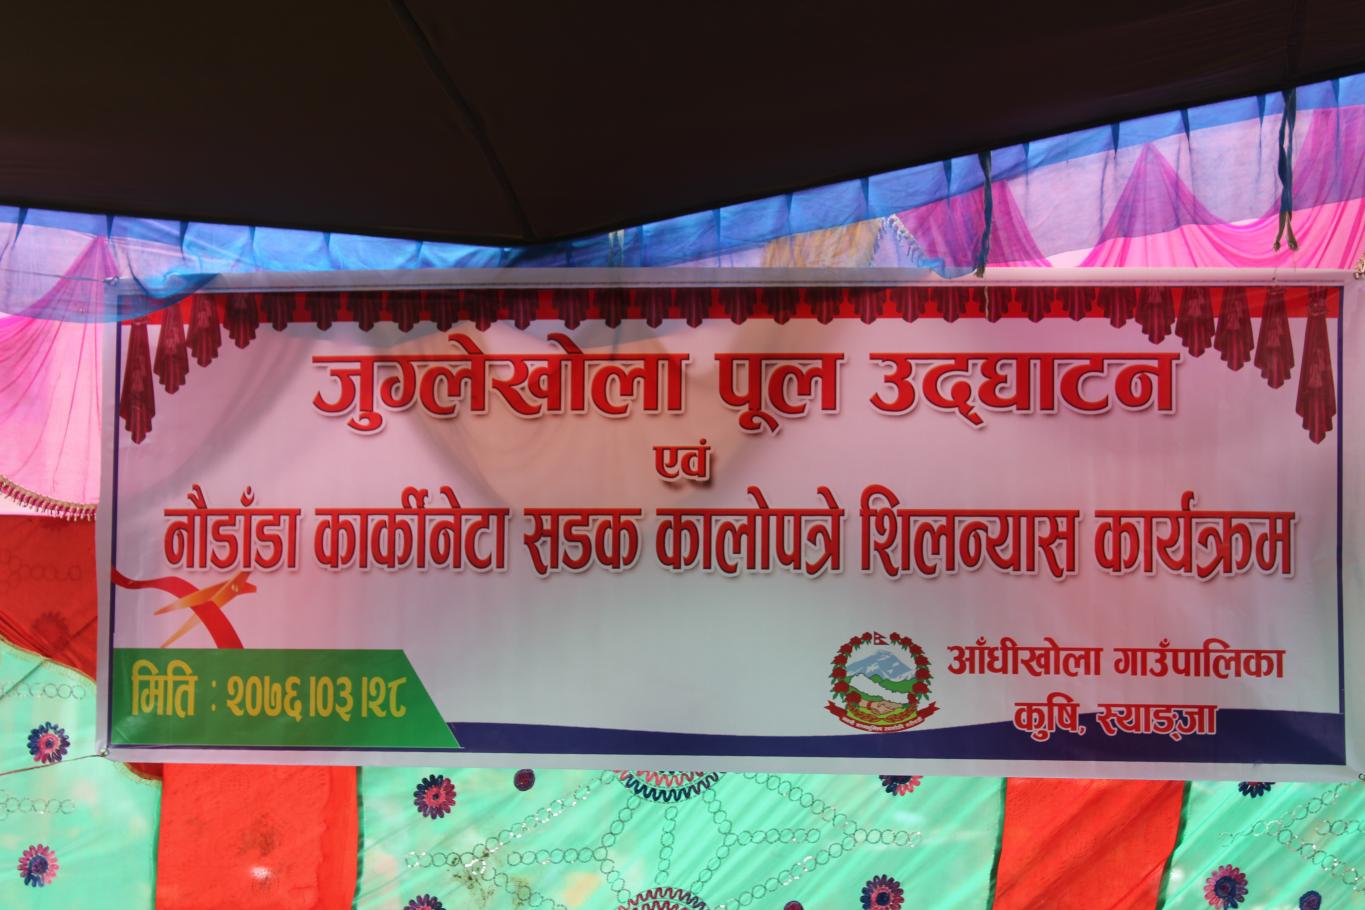 जुग्लेखोला पूल उद्‌घाटन
एवं
नौडाँडा कार्कीनेटा सडक कालोपत्रे शिलन्यास कार्यक्रम
मिति : २०७६।०३।२८
आँधीखोला गाउँपालिका
कुषि, स्याङ्जा